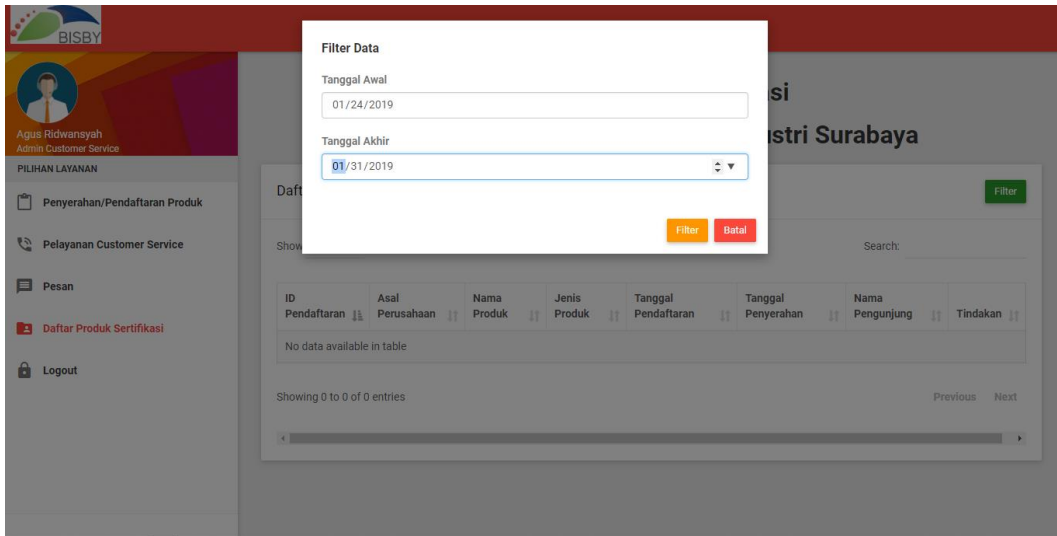 BISBY
Filter Data
Tanggal Awal
01/24/2019
Tanggal Akhir
01/31/2019
Filter Batal
Agus Ridwansyah
Admin Customer Service
PILIHAN LAYANAN
Penyerahan/Pendaftaran Produk
Pelayanan Customer Service
Pesan
Daftar Produk Sertifikasi
Logout
si
stri Surabaya
Daft
Filter
Show
Search:
ID Pendaftaran Asal Perusahaan Nama Produk Jenis Produk Tanggal Pendaftaran Tanggal Penyerahan Nama Pengunjung Tindakan
No data available in table
Showing 0 to 0 of 0 entries
Previous Next